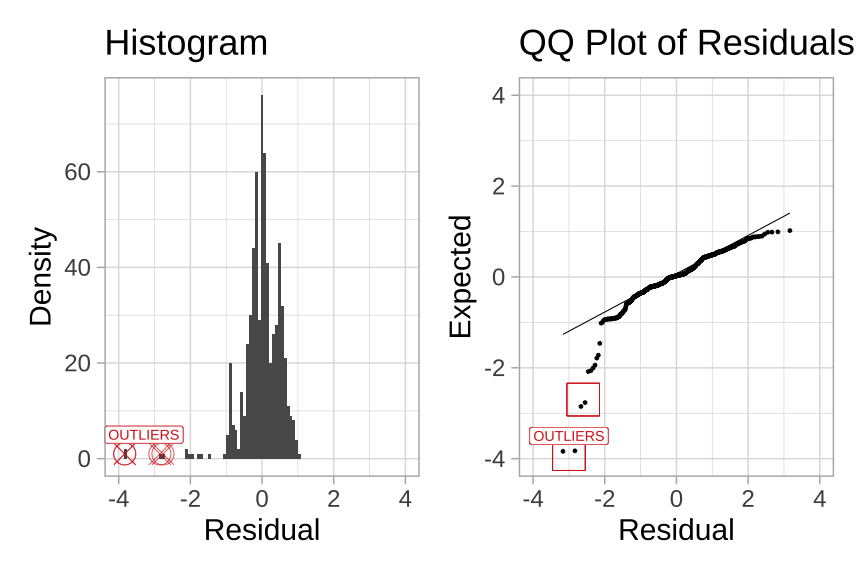 Histogram
Density
60
40
20
0
OUTLIERS
-4 -2 0 2 4
Residual
QQ Plot of Residuals
Expected
4
2
0
-2
-4
OUTLIERS
-4 -2 0 2 4
Residual